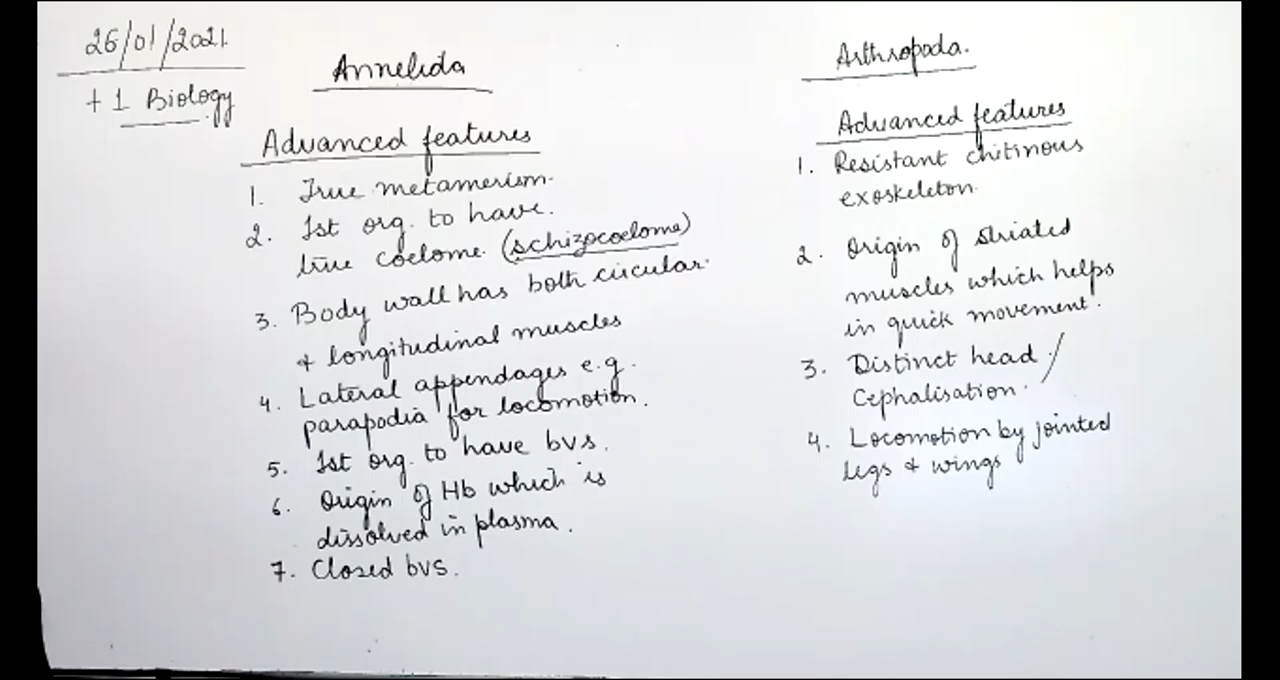 26/01/2021
+1 Biology
Annelida
Advanced features
1. True metamerism.
2. Ist org. to have.
true coelome. (schizocoelome)
3. Body wall has both circular.
+ longitudinal muscles
4. Lateral appendages e.g.
parapodia for locomotion.
5. Ist org. to have bvs.
6. Origin of Hb which is
dissolved in plasma.
7. Closed bvs.
Arthropoda.
Advanced features
1. Resistant chitinous
exoskeleton.
2. Origin of striated
muscles which helps
in quick movement.
3. Distinct head /
Cephalisation.
4. Locomotion by jointed
legs + wings